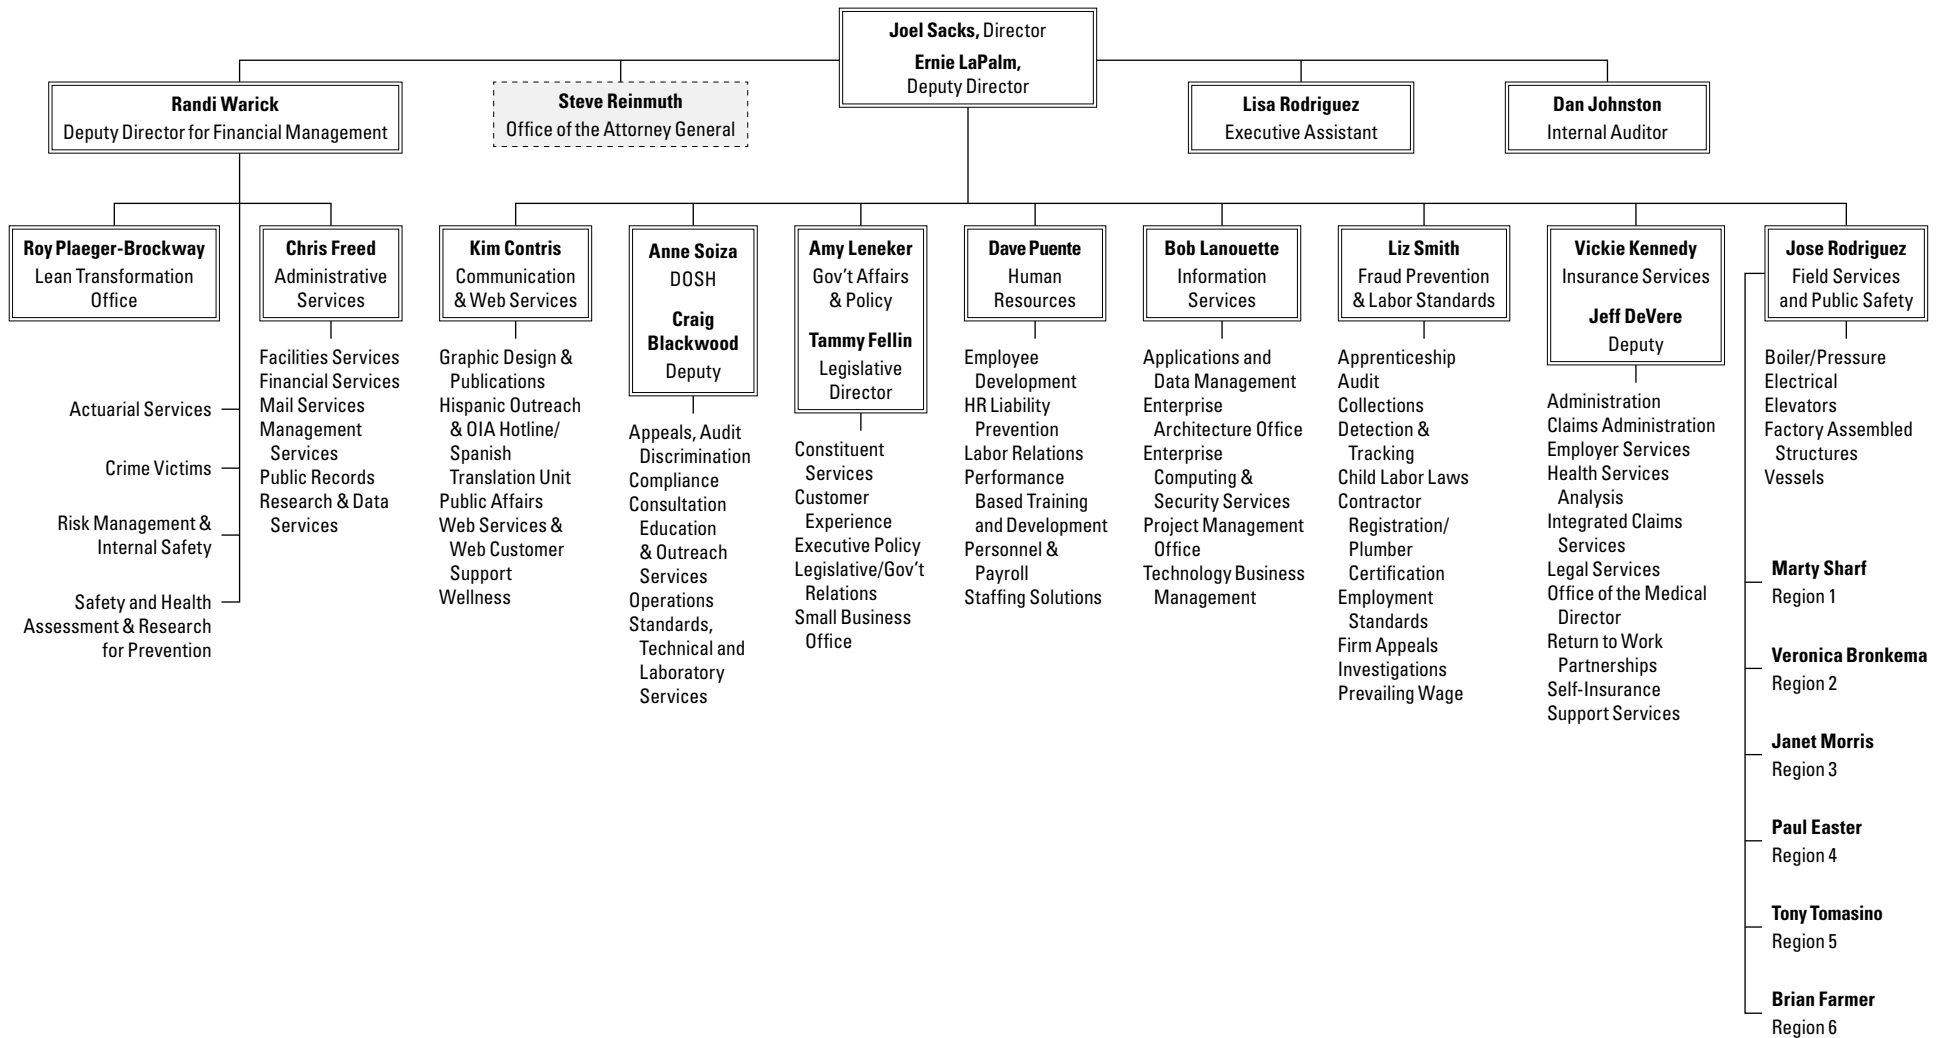 Joel Sacks, Director
Ernie LaPalm,
Deputy Director
Randi Warick
Deputy Director for Financial Management
Steve Reinmuth
Office of the Attorney General
Lisa Rodriguez
Executive Assistant
Dan Johnston
Internal Auditor
Roy Plaeger-Brockway
Lean Transformation
Office
Actuarial Services
Crime Victims
Risk Management &
Internal Safety
Safety and Health
Assessment & Research
for Prevention
Chris Freed
Administrative
Services
Facilities Services
Financial Services
Mail Services
Management
Services
Public Records
Research & Data
Services
Kim Contris
Communication
& Web Services
Graphic Design &
Publications
Hispanic Outreach
& OIA Hotline/
Spanish
Translation Unit
Public Affairs
Web Services &
Web Customer
Support
Wellness
Anne Soiza
DOSH
Craig
Blackwood
Deputy
Appeals, Audit
Discrimination
Compliance
Consultation
Education
& Outreach
Services
Operations
Standards,
Technical and
Laboratory
Services
Amy Leneker
Gov't Affairs
& Policy
Tammy Fellin
Legislative
Director
Constituent
Services
Customer
Experience
Executive Policy
Legislative/Gov't
Relations
Small Business
Office
Dave Puente
Human
Resources
Employee
Development
HR Liability
Prevention
Labor Relations
Performance
Based Training
and Development
Personnel &
Payroll
Staffing Solutions
Bob Lanouette
Information
Services
Applications and
Data Management
Enterprise
Architecture Office
Enterprise
Computing &
Security Services
Project Management
Office
Technology Business
Management
Liz Smith
Fraud Prevention
& Labor Standards
Apprenticeship
Audit
Collections
Detection &
Tracking
Child Labor Laws
Contractor
Registration/
Plumber
Certification
Employment
Standards
Firm Appeals
Investigations
Prevailing Wage
Vickie Kennedy
Insurance Services
Jeff DeVere
Deputy
Administration
Claims Administration
Employer Services
Health Services
Analysis
Integrated Claims
Services
Legal Services
Office of the Medical
Director
Return to Work
Partnerships
Self-Insurance
Support Services
Jose Rodriguez
Field Services
and Public Safety
Boiler/Pressure
Electrical
Elevators
Factory Assembled
Structures
Vessels
Marty Sharf
Region 1
Veronica Bronkema
Region 2
Janet Morris
Region 3
Paul Easter
Region 4
Tony Tomasino
Region 5
Brian Farmer
Region 6